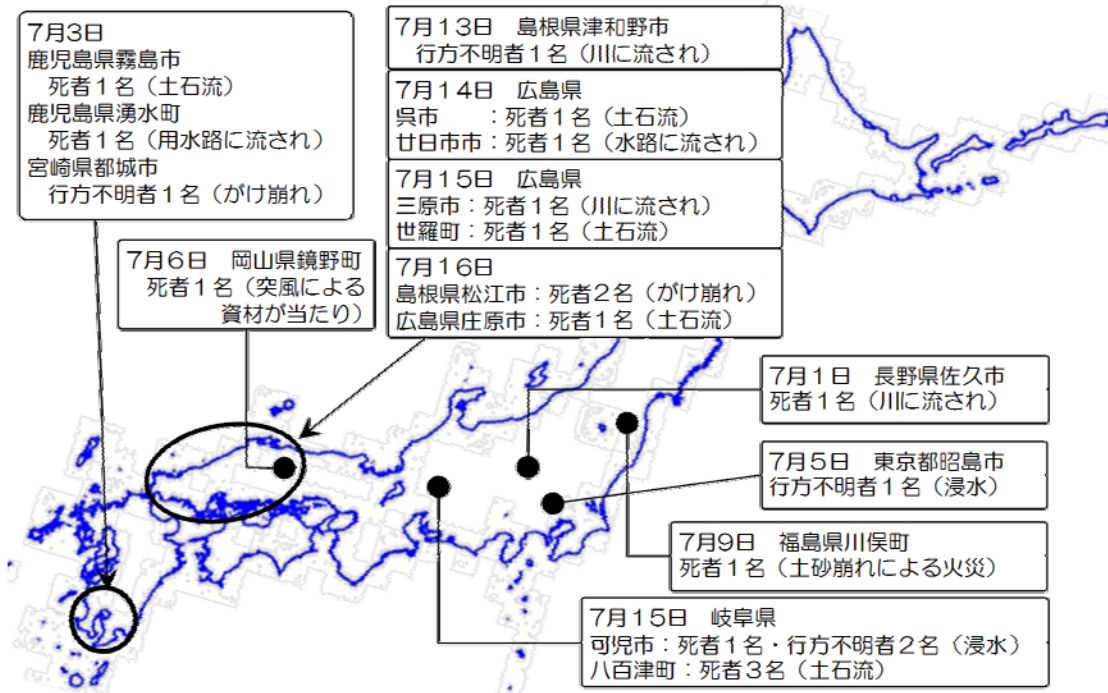 7月3日
鹿児島県霧島市
死者1名（土石流）
鹿児島県湧水町
死者1名（用水路に流され）
宮崎県都城市
行方不明者1名（がけ崩れ）
7月6日　岡山県鏡野町
死者1名（突風による
資材が当たり）
7月13日　島根県津和野市
行方不明者1名（川に流され）
7月14日　広島県
呉市　　：死者1名（土石流）
廿日市市：死者1名（水路に流され）
7月15日　広島県
三原市：死者1名（川に流され）
世羅町：死者1名（土石流）
7月16日
島根県松江市：死者2名（がけ崩れ）
広島県庄原市：死者1名（土石流）
7月1日　長野県佐久市
死者1名（川に流され）
7月5日　東京都昭島市
行方不明者1名（浸水）
7月9日　福島県川俣町
死者1名（土砂崩れによる火災）
7月15日　岐阜県
可児市：死者1名・行方不明者2名（浸水）
八百津町：死者3名（土石流）